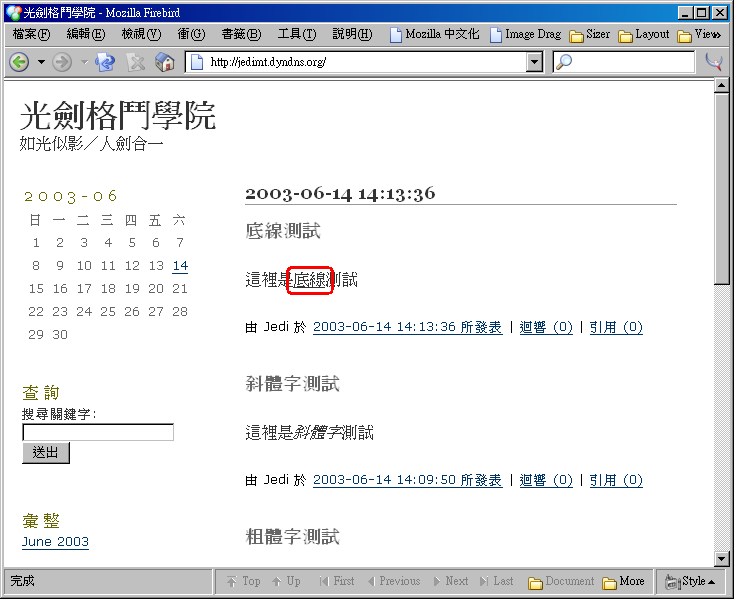 光劍格鬥學院 - Mozilla Firebird
檔案(F) 編輯(E) 檢視(V) 衝(G) 書籤(B) 工具(T) 說明(H) Mozilla 中文化 Image Drag Sizer Layout View
http://jedimt.dyndns.org/
光劍格鬥學院
如光似影／人劍合一
2003-06
日 一 二 三 四 五 六
1 2 3 4 5 6 7
8 9 10 11 12 13 14
15 16 17 18 19 20 21
22 23 24 25 26 27 28
29 30
查詢
搜尋關鍵字:
送出
彙整
June 2003
2003-06-14 14:13:36
底線測試
這裡是底線測試
由 Jedi 於 2003-06-14 14:13:36 所發表 | 迴響 (0) | 引用 (0)
斜體字測試
這裡是斜體字測試
由 Jedi 於 2003-06-14 14:09:50 所發表 | 迴響 (0) | 引用 (0)
粗體字測試
完成 Top Up First Previous Next Last Document More Style